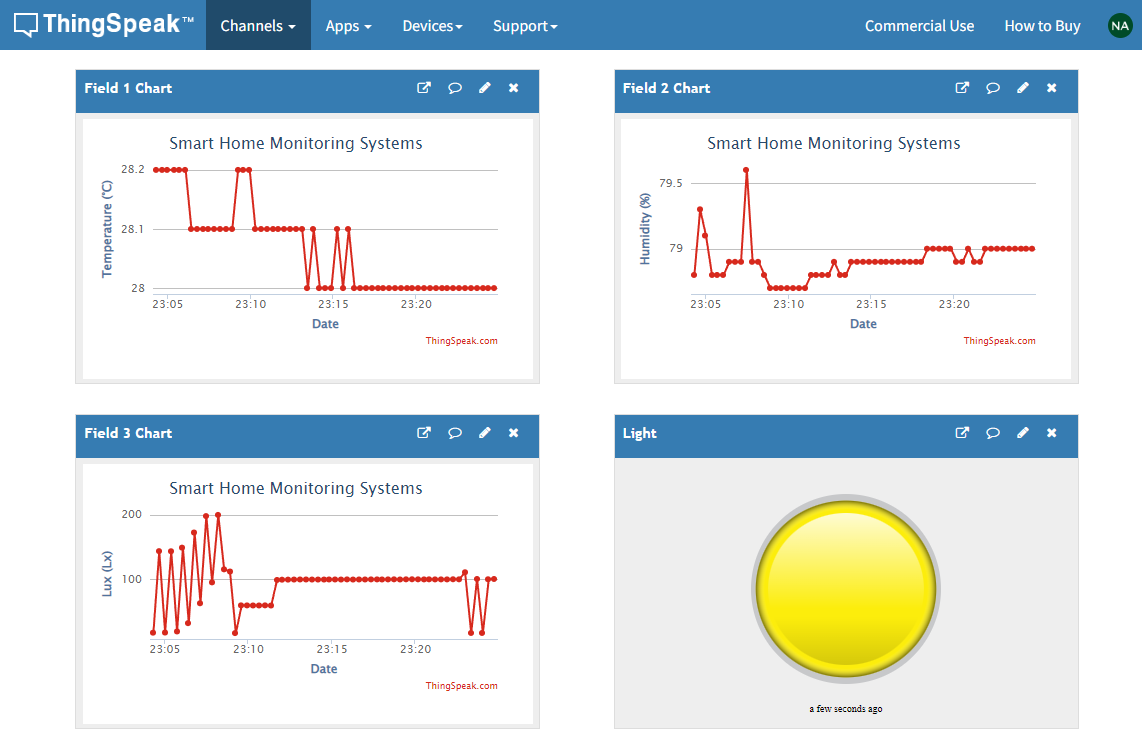 ThingSpeak™ Channels Apps Devices Support Commercial Use How to Buy NA
Field 1 Chart
Smart Home Monitoring Systems
Temperature (°C)
28.2
28.1
28
23:05 23:10 23:15 23:20
Date
ThingSpeak.com
Field 2 Chart
Smart Home Monitoring Systems
Humidity (%)
79.5
79
23:05 23:10 23:15 23:20
Date
ThingSpeak.com
Field 3 Chart
Smart Home Monitoring Systems
Lux (Lx)
200
100
23:05 23:10 23:15 23:20
Date
ThingSpeak.com
Light
a few seconds ago